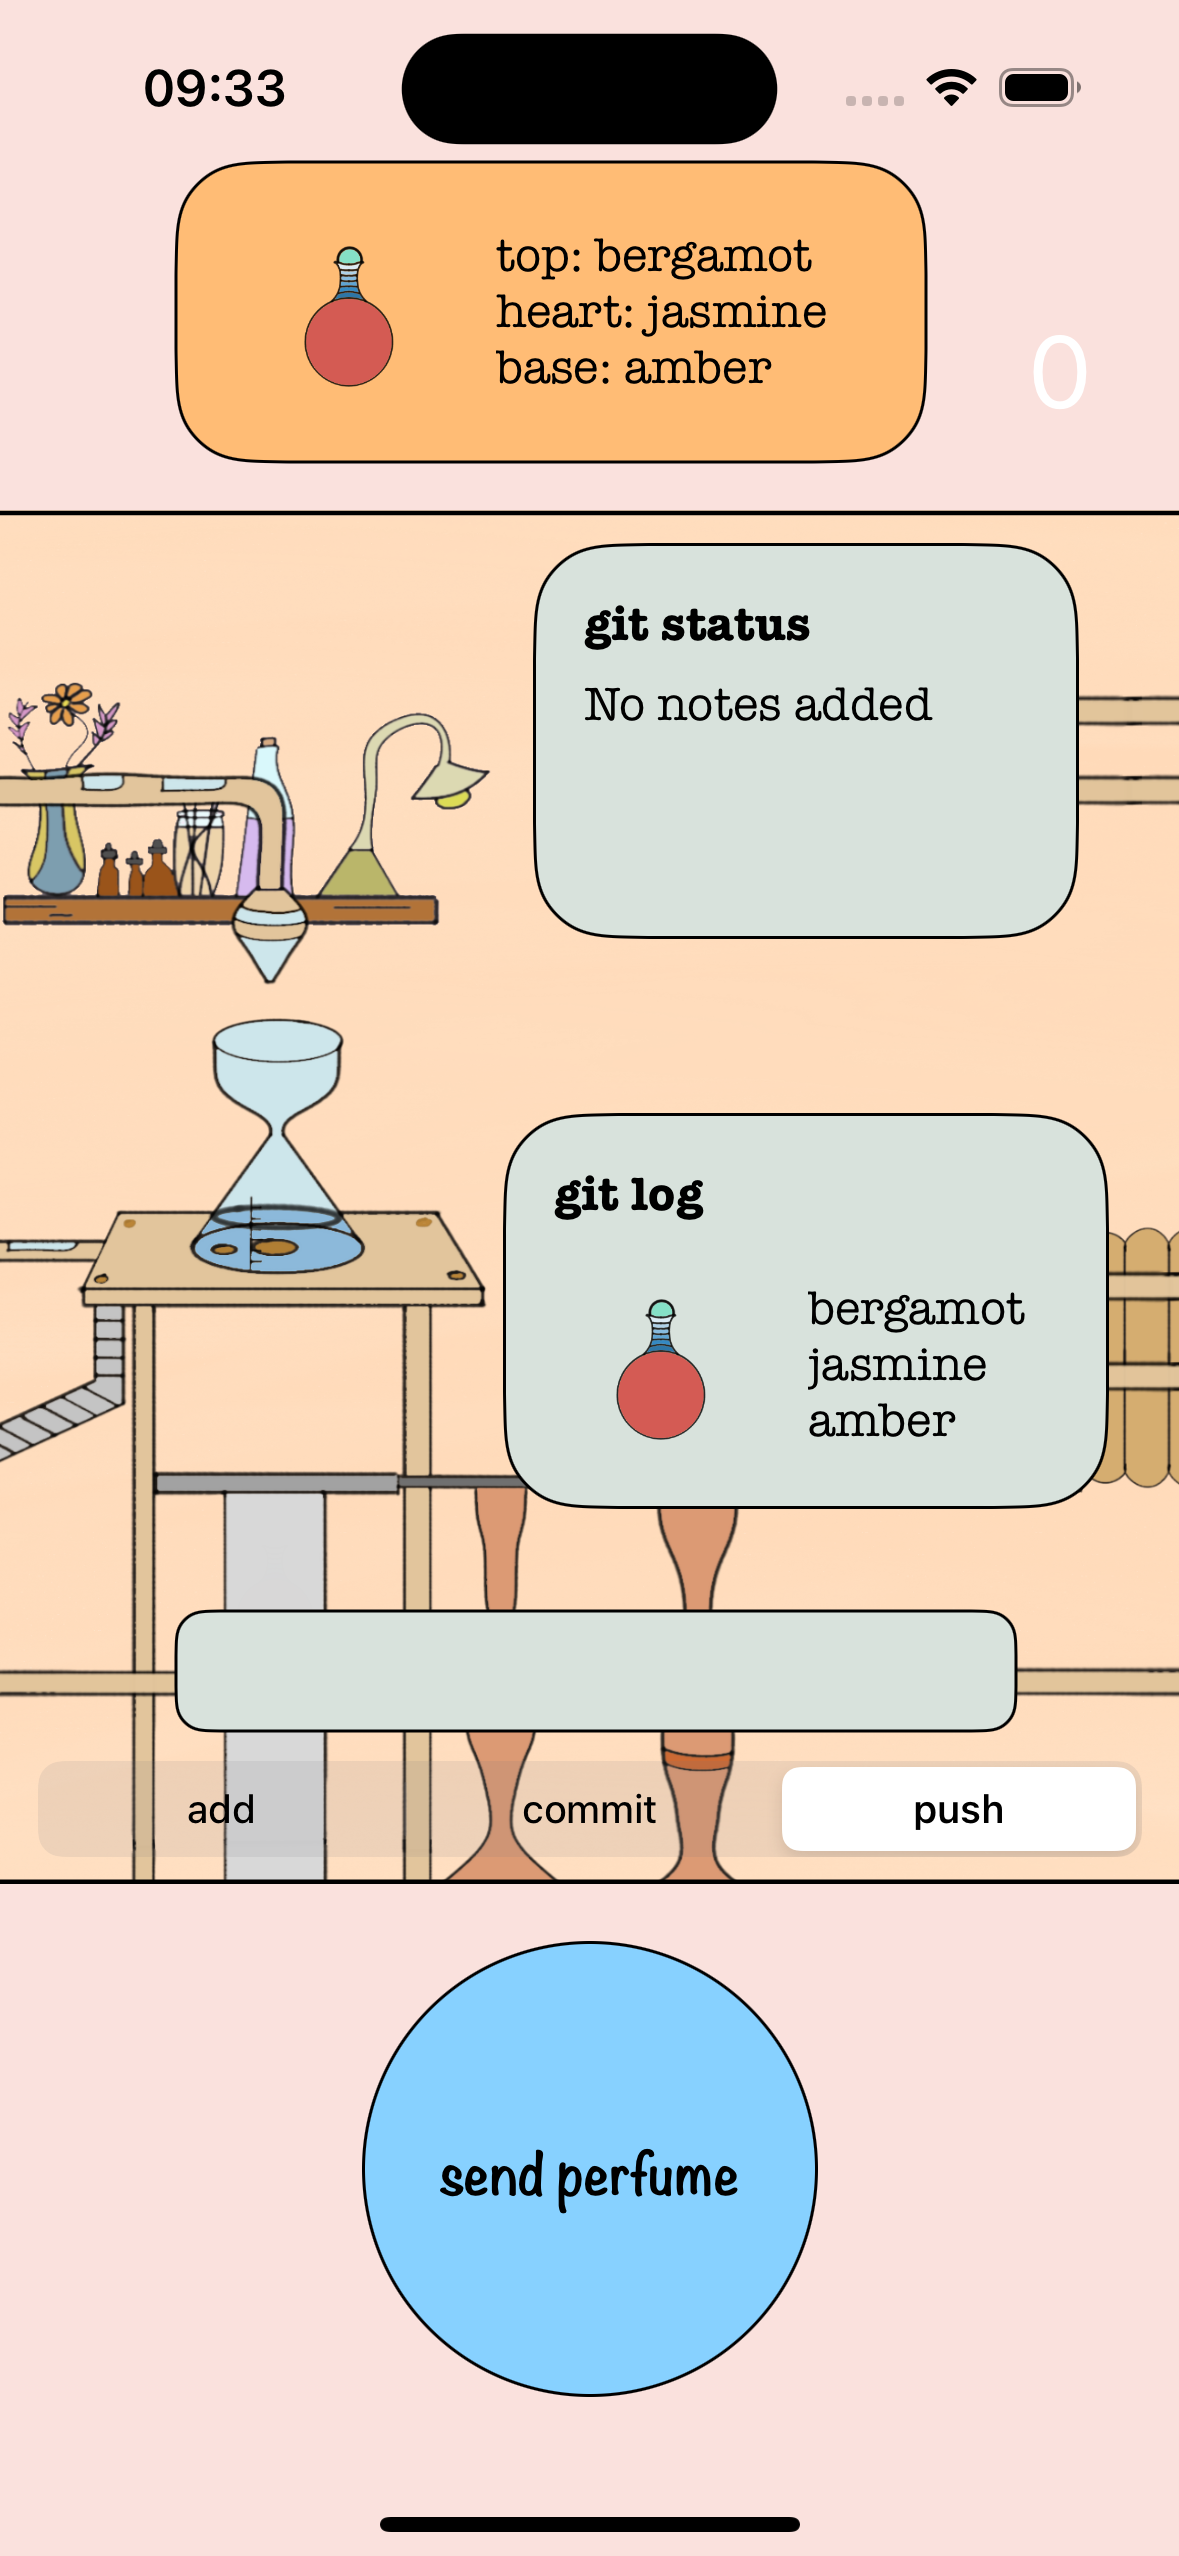 09:33
top: bergamot
heart: jasmine
base: amber
0
git status
No notes added
git log
bergamot
jasmine
amber
add
commit
push
send perfume